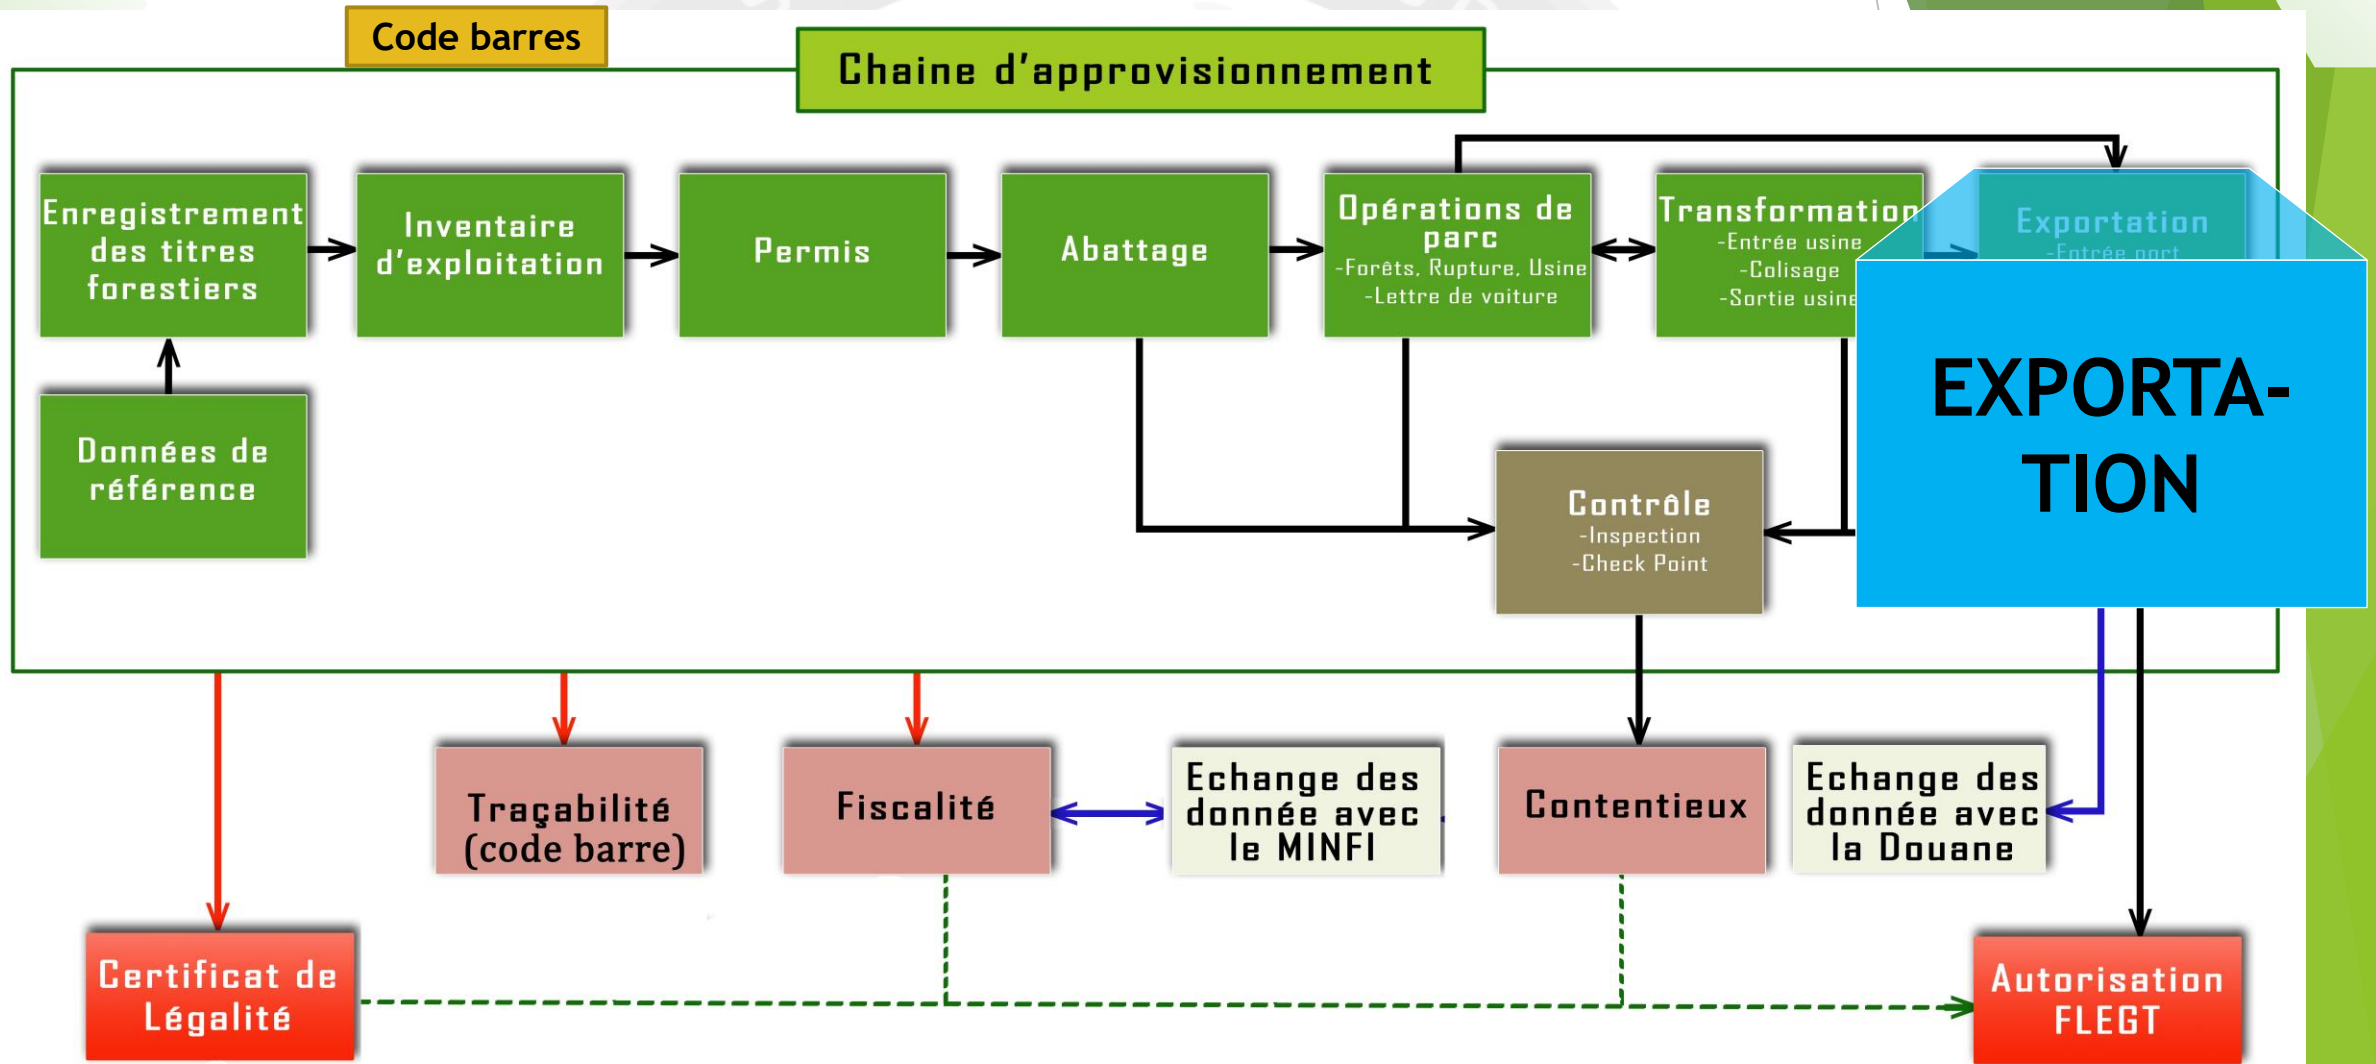 Code barres
Chaine d'approvisionnement
Enregistrement
des titres
forestiers
Inventaire
d'exploitation
Permis
Abattage
Opérations de
parc
-Forêts, Rupture, Usine
-Lettre de voiture
Transformation
-Entrée usine
-Colisage
-Sortie usine
Exportation
-Entrée port
EXPORTA-
TION
Données de
référence
Contrôle
-Inspection
-Check Point
Traçabilité
(code barre)
Fiscalité
Echange des
donnée avec
le MINFI
Contentieux
Echange des
donnée avec
la Douane
Certificat de
Légalité
Autorisation
FLEGT